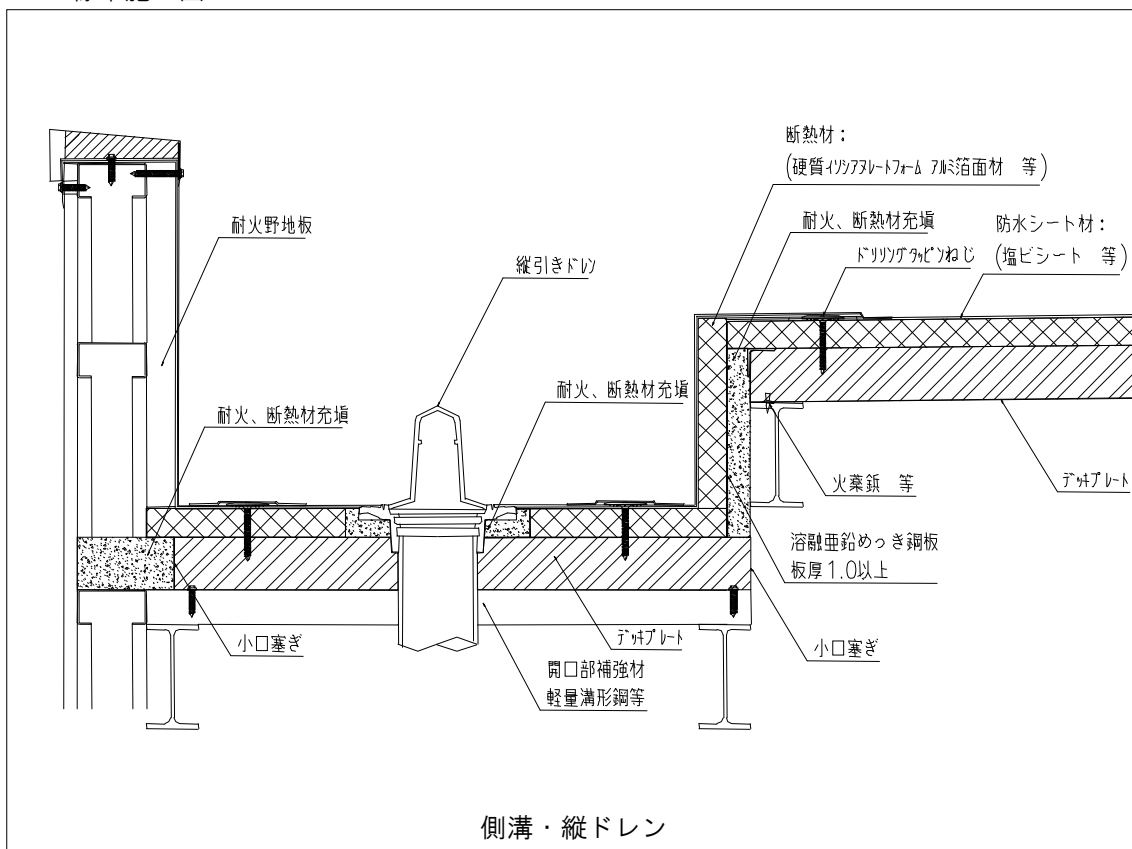 断熱材：
(硬質ｲｿｼｱﾇﾚｰﾄﾌｫｰﾑ ｱﾙﾐ箔面材　等)
耐火野地板
耐火、断熱材充填
防水シート材：
ﾄﾞﾘﾘﾝｸﾞﾀｯﾋﾟﾝねじ
(塩ビシート　等)
縦引きﾄﾞﾚﾝ
耐火、断熱材充填
耐火、断熱材充填
火薬鋲　等
ﾃﾞｯｷﾌﾟﾚｰﾄ
溶融亜鉛めっき鋼板
板厚1.0以上
小口塞ぎ
ﾃﾞｯｷﾌﾟﾚｰﾄ
小口塞ぎ
開口部補強材
軽量溝形鋼等
側溝・縦ドレン